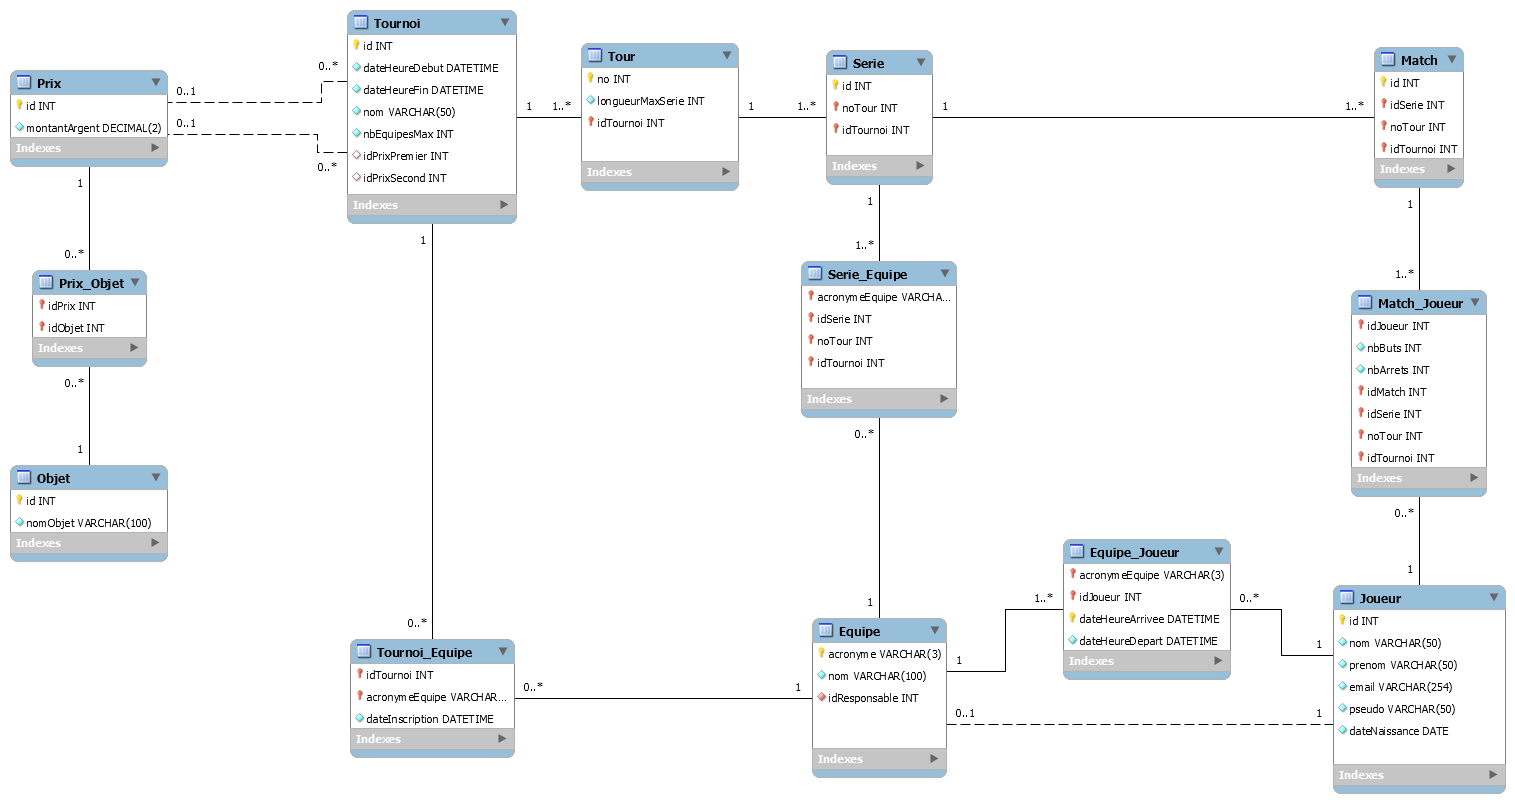 Prix
id INT
montantArgent DECIMAL(2)
Indexes
0..1
0..1
0..*
0..*
Tournoi
id INT
dateHeureDebut DATETIME
dateHeureFin DATETIME
nom VARCHAR(50)
nbEquipesMax INT
idPrixPremier INT
idPrixSecond INT
Indexes
1
1..*
Tour
no INT
longueurMaxSerie INT
idTournoi INT
Indexes
1
1..*
Serie
id INT
noTour INT
idTournoi INT
Indexes
1
1..*
Match
id INT
idSerie INT
noTour INT
idTournoi INT
Indexes
1
0..*
Prix_Objet
idPrix INT
idObjet INT
Indexes
0..*
1
Objet
id INT
nomObjet VARCHAR(100)
Indexes
1
0..*
Tournoi_Equipe
idTournoi INT
acronymeEquipe VARCHAR...
dateInscription DATETIME
Indexes
0..*
1
1
1..*
Serie_Equipe
acronymeEquipe VARCHA...
idSerie INT
noTour INT
idTournoi INT
Indexes
0..*
1
Equipe
acronyme VARCHAR(3)
nom VARCHAR(100)
idResponsable INT
Indexes
1
1..*
0..1
1
Equipe_Joueur
acronymeEquipe VARCHAR(3)
idJoueur INT
dateHeureArrivee DATETIME
dateHeureDepart DATETIME
Indexes
0..*
1
1
1..*
Match_Joueur
idJoueur INT
nbButs INT
nbArrets INT
idMatch INT
idSerie INT
noTour INT
idTournoi INT
Indexes
0..*
1
Joueur
id INT
nom VARCHAR(50)
prenom VARCHAR(50)
email VARCHAR(254)
pseudo VARCHAR(50)
dateNaissance DATE
Indexes